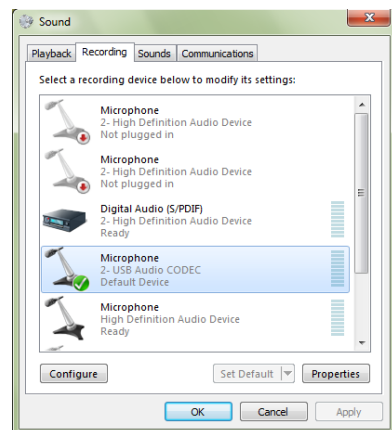 Sound
Playback Recording Sounds Communications
Select a recording device below to modify its settings:
Microphone
2- High Definition Audio Device
Not plugged in
Microphone
2- High Definition Audio Device
Not plugged in
Digital Audio (S/PDIF)
2- High Definition Audio Device
Ready
Microphone
2- USB Audio CODEC
Default Device
Microphone
High Definition Audio Device
Ready
Configure Set Default Properties
OK Cancel Apply